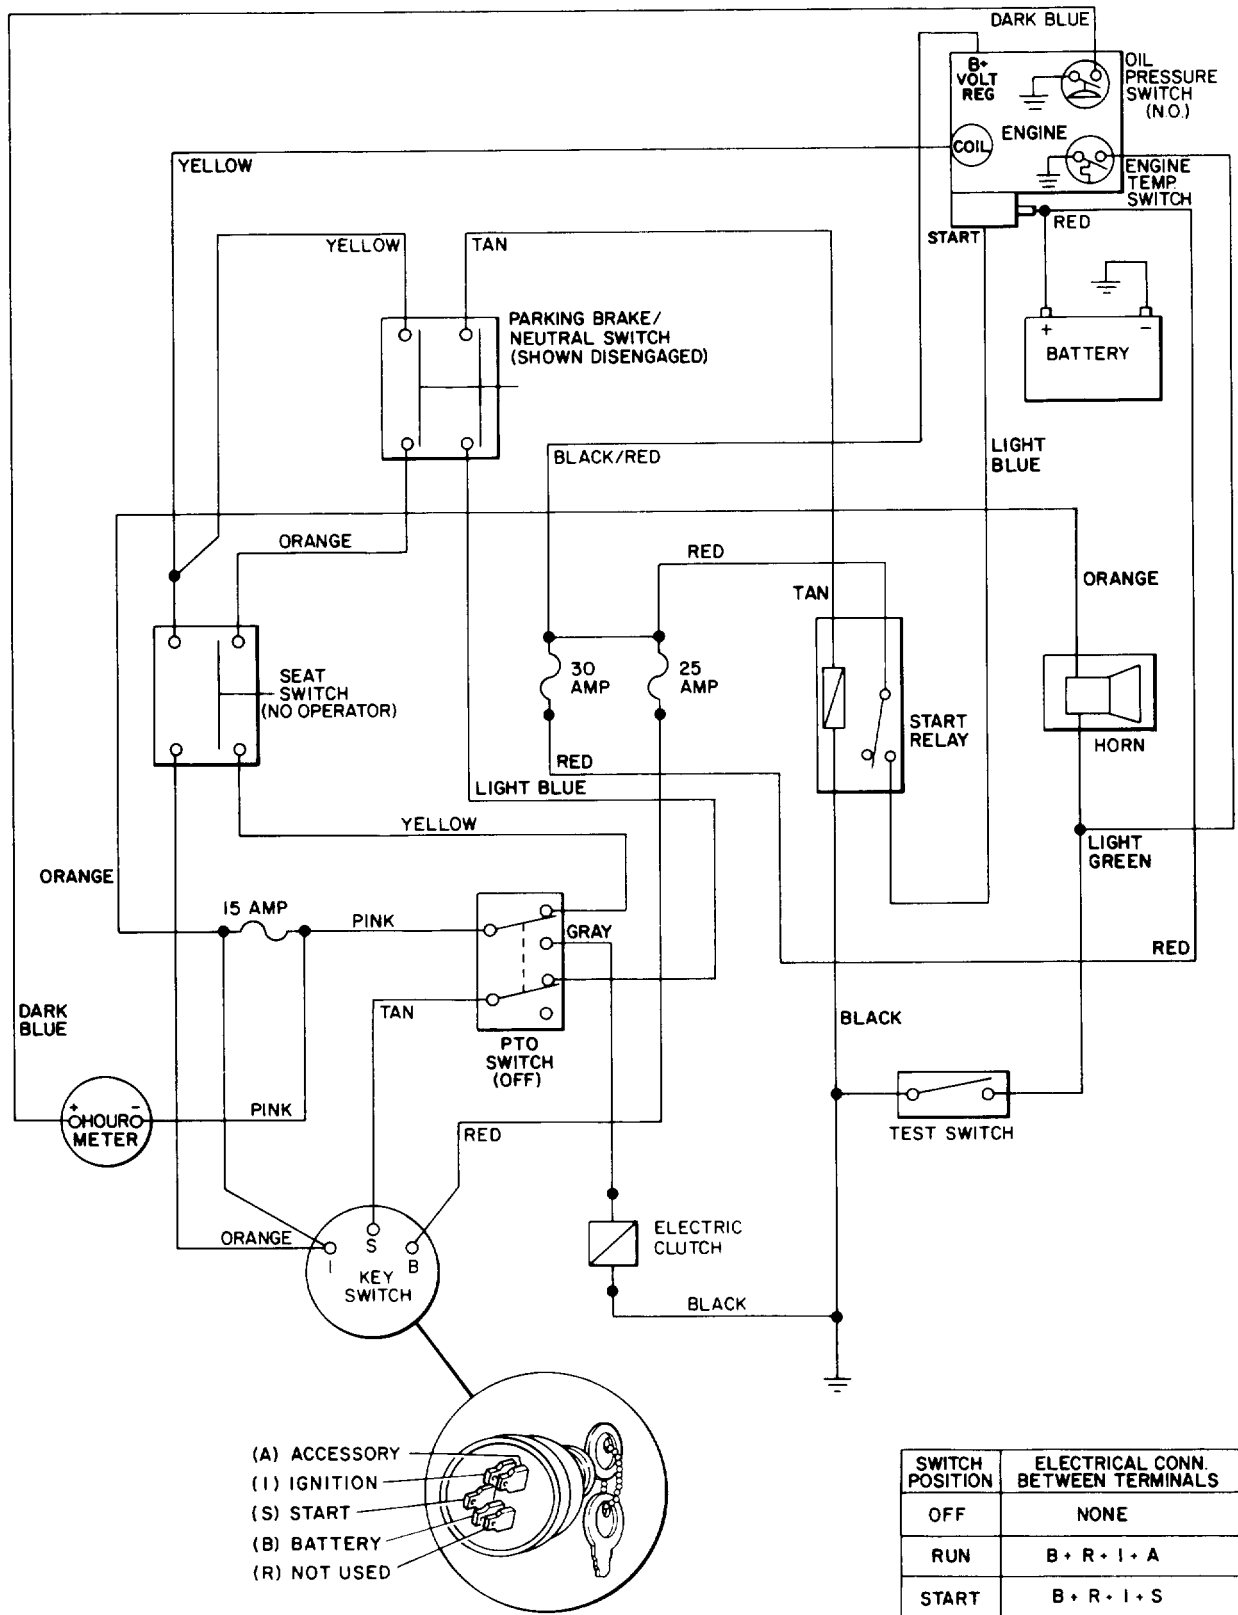 DARK BLUE
B+
VOLT
REG
OIL
PRESSURE
SWITCH
(N.O.)
ENGINE
COIL
YELLOW
ENGINE
TEMP.
SWITCH
START
RED
YELLOW
TAN
PARKING BRAKE/
NEUTRAL SWITCH
(SHOWN DISENGAGED)
+
-
BATTERY
BLACK/RED
LIGHT
BLUE
ORANGE
RED
ORANGE
TAN
30
AMP
25
AMP
SEAT
SWITCH
(NO OPERATOR)
START
RELAY
HORN
RED
LIGHT BLUE
YELLOW
LIGHT
GREEN
ORANGE
15 AMP
PINK
GRAY
RED
DARK
BLUE
TAN
BLACK
PTO
SWITCH
(OFF)
+
-
HOUR
METER
PINK
RED
TEST SWITCH
ORANGE
I
S
B
KEY
SWITCH
ELECTRIC
CLUTCH
BLACK
(A) ACCESSORY
(I) IGNITION
(S) START
(B) BATTERY
(R) NOT USED
SWITCH POSITION
ELECTRICAL CONN. BETWEEN TERMINALS
OFF
NONE
RUN
B + R + I + A
START
B + R + I + S